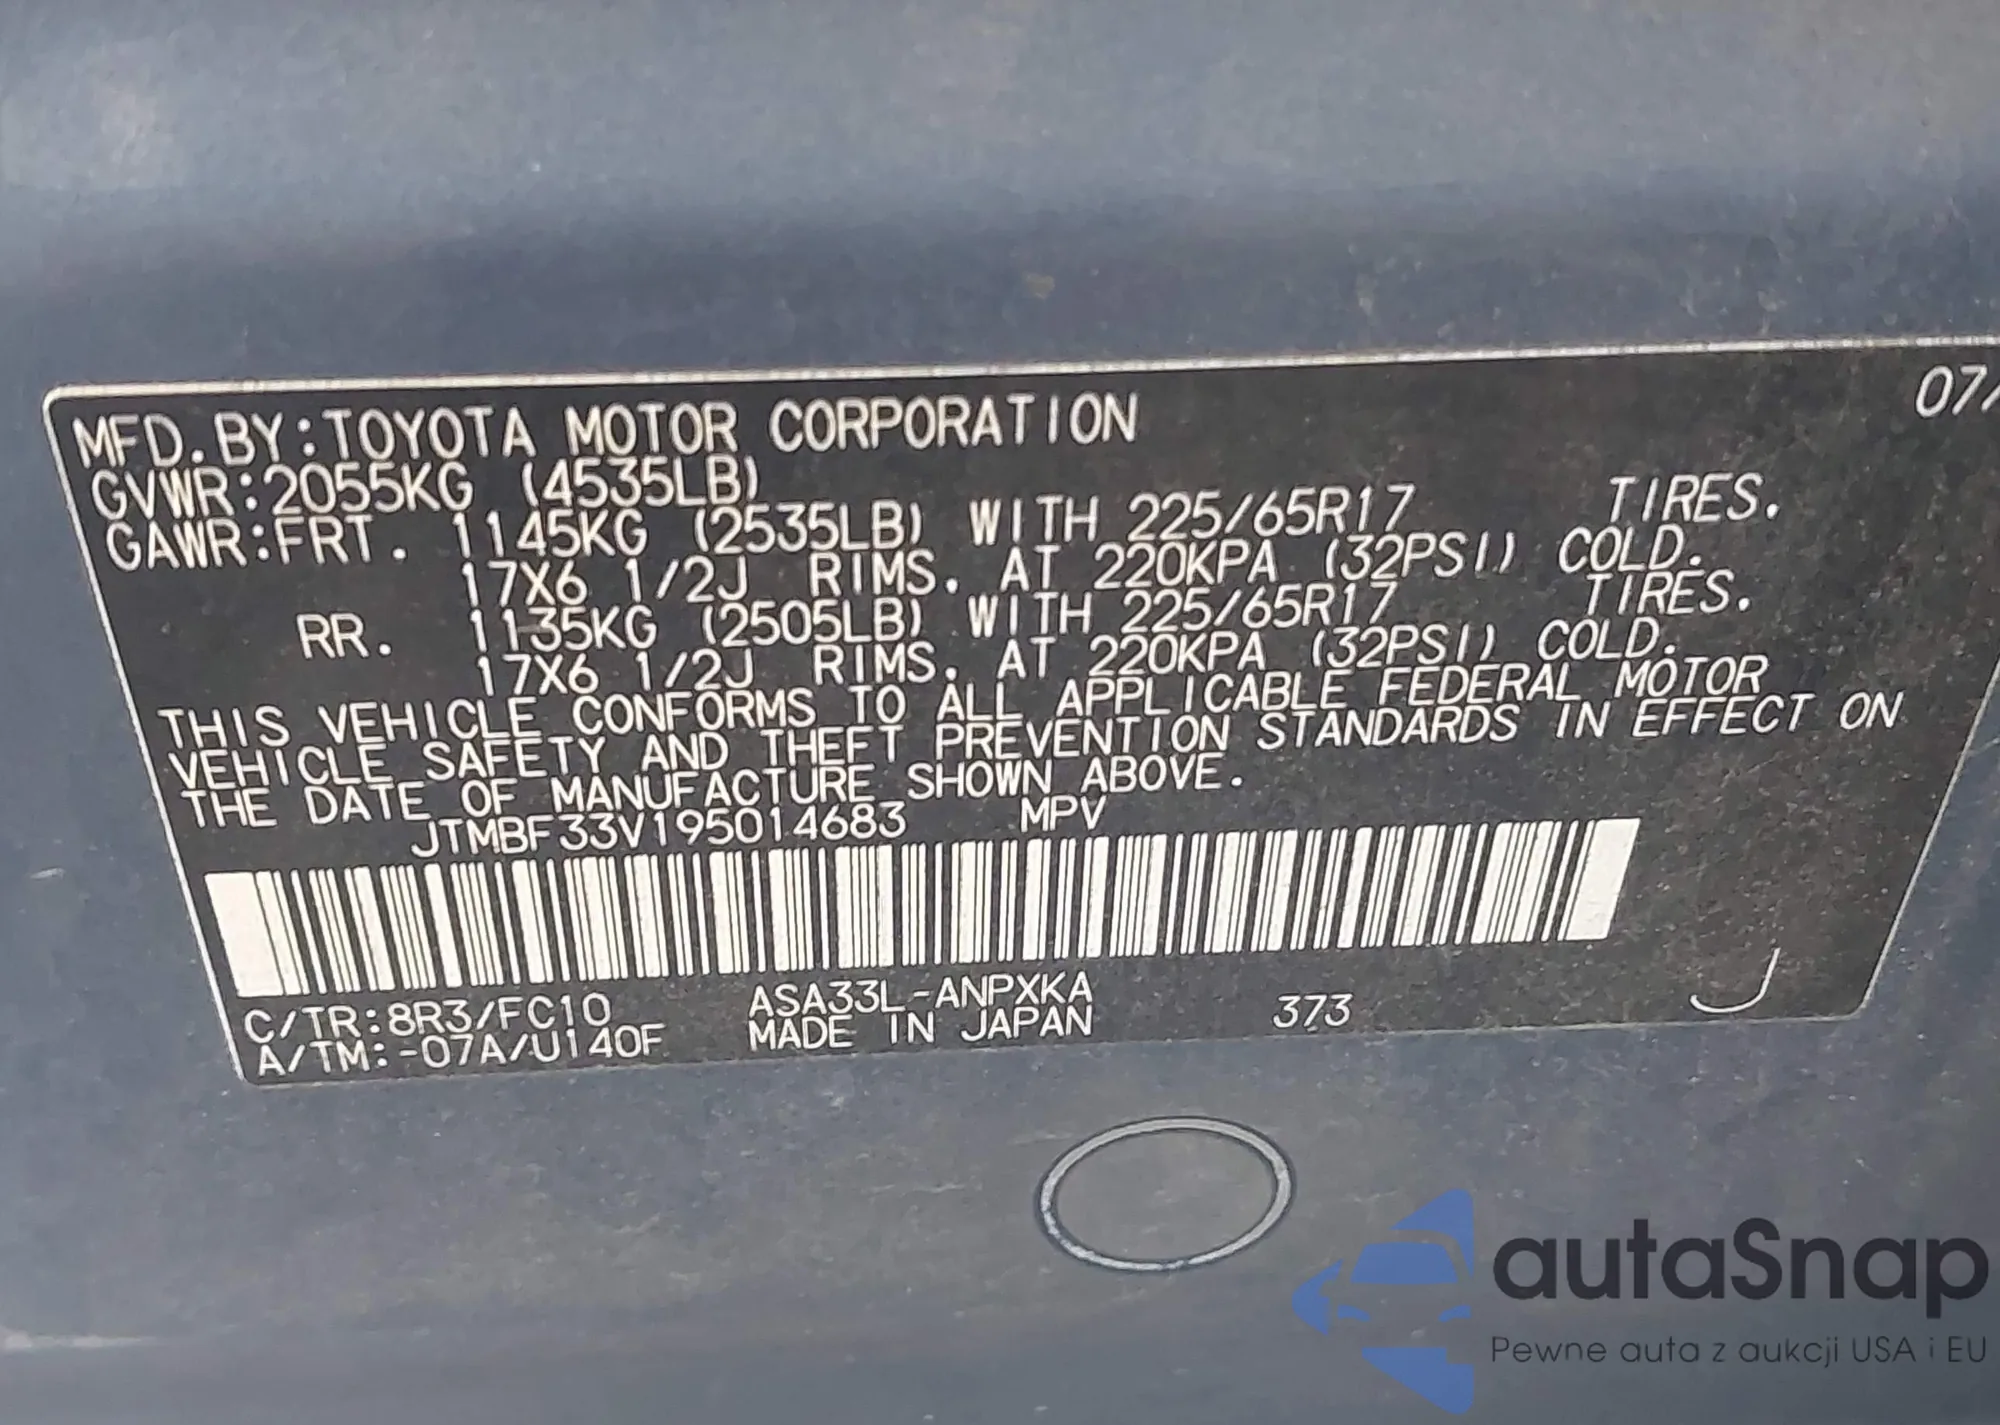 07/
MFD.BY:TOYOTA MOTOR CORPORATION
GVWR:2055KG (4535LB)
GAWR:FRT. 1145KG (2535LB) WITH 225/65R17 TIRES.
17X6 1/2J RIMS. AT 220KPA (32PSI) COLD.
RR. 1135KG (2505LB) WITH 225/65R17 TIRES.
17X6 1/2J RIMS. AT 220KPA (32PSI) COLD.
THIS VEHICLE CONFORMS TO ALL APPLICABLE FEDERAL MOTOR
VEHICLE SAFETY AND THEFT PREVENTION STANDARDS IN EFFECT ON
THE DATE OF MANUFACTURE SHOWN ABOVE.
JTMBF33V195014683 MPV
C/TR:8R3/FC10 ASA33L-ANPXKA 373 J
A/TM:-07A/U140F MADE IN JAPAN
autaSnap
Pewne auta z aukcji USA i EU